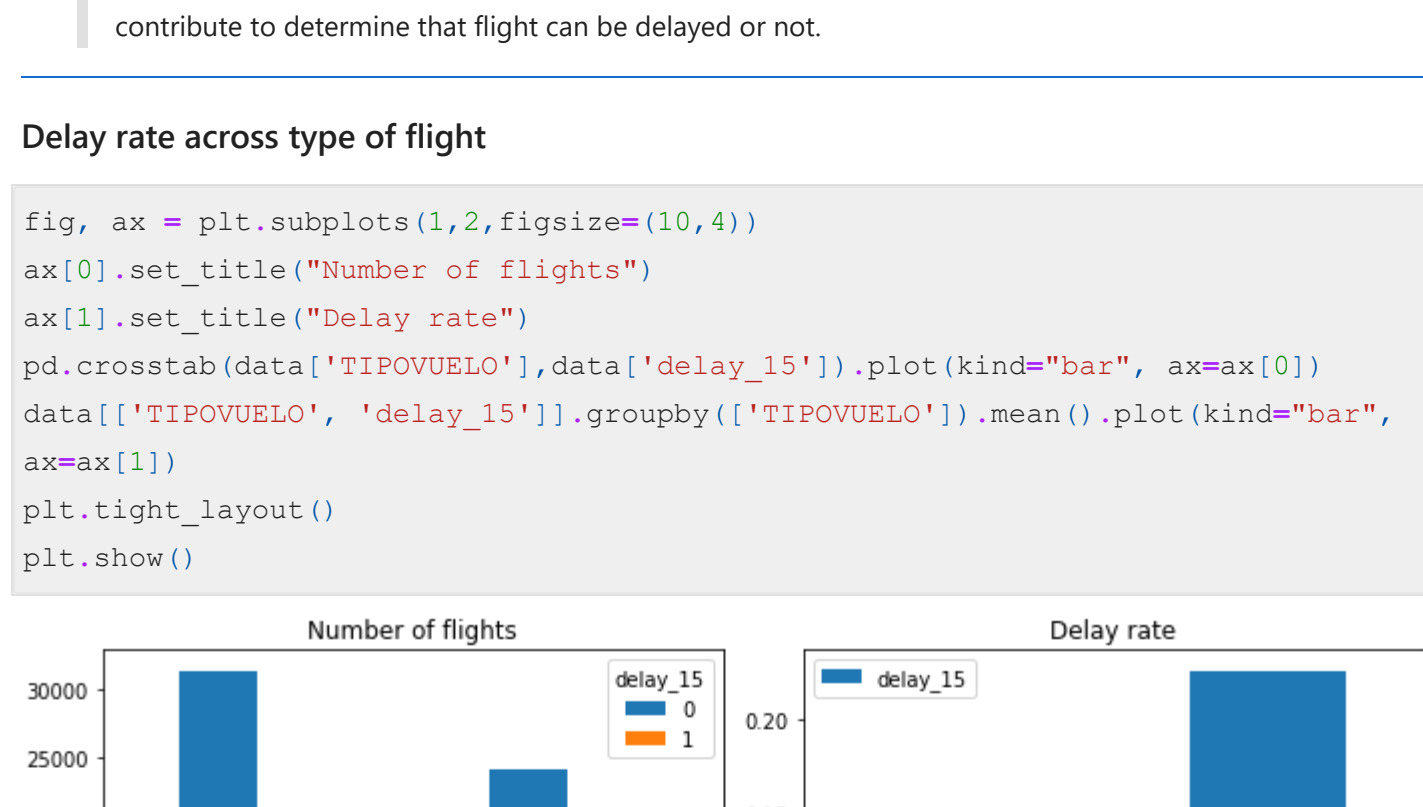 contribute to determine that flight can be delayed or not.
Delay rate across type of flight
fig, ax = plt.subplots(1,2,figsize=(10,4))
ax[0].set_title("Number of flights")
ax[1].set_title("Delay rate")
pd.crosstab(data['TIPOVUELO'],data['delay_15']).plot(kind="bar", ax=ax[0])
data[['TIPOVUELO', 'delay_15']].groupby(['TIPOVUELO']).mean().plot(kind="bar",
ax=ax[1])
plt.tight_layout()
plt.show()
Number of flights
30000
25000
delay_15
0
1
Delay rate
delay_15
0.20